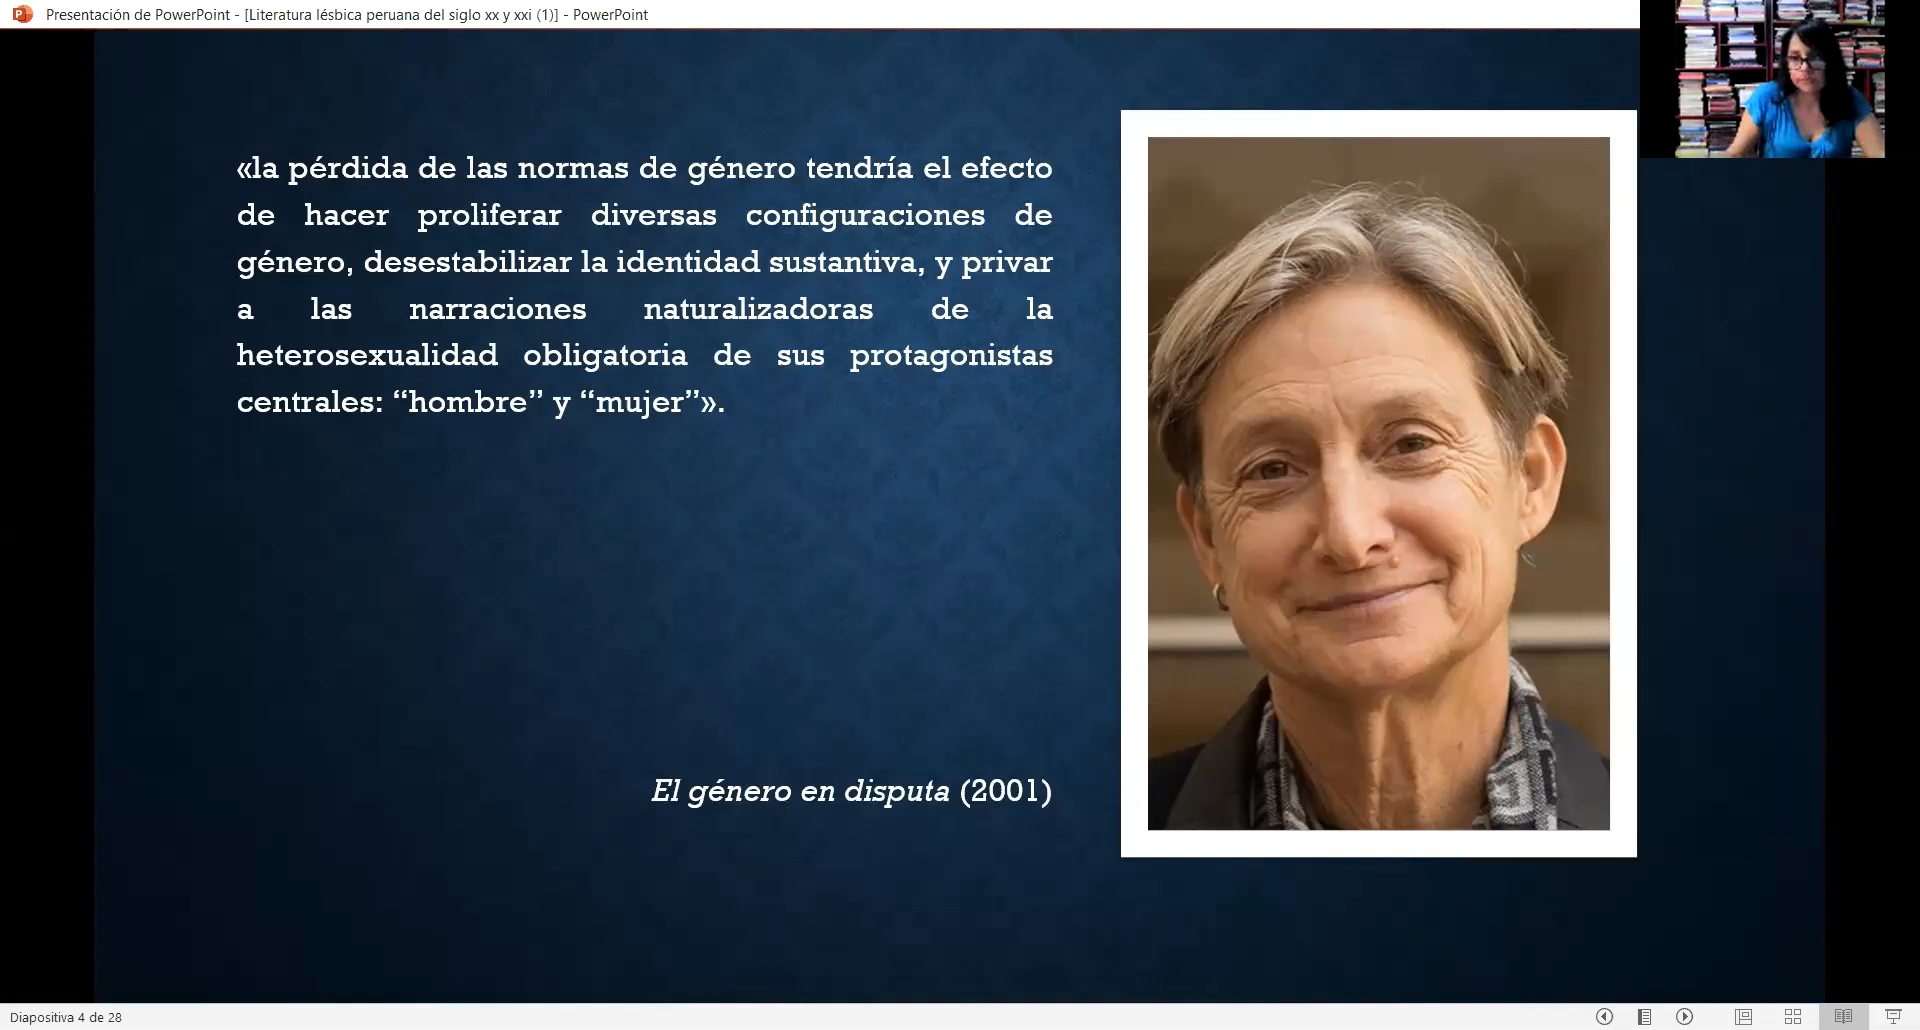 Presentación de PowerPoint - [Literatura lésbica peruana del siglo xx y xxi (1)] - PowerPoint
«la pérdida de las normas de género tendría el efecto
de hacer proliferar diversas configuraciones de
género, desestabilizar la identidad sustantiva, y privar
a las narraciones naturalizadoras de la
heterosexualidad obligatoria de sus protagonistas
centrales: “hombre” y “mujer”».
El género en disputa (2001)
Diapositiva 4 de 28